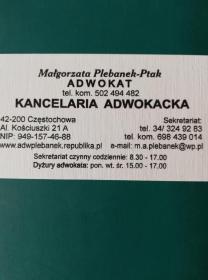 Małgorzata Plebanek-Ptak
ADWOKAT
tel. kom. 502 494 482
KANCELARIA ADWOKACKA
42-200 Częstochowa
Al. Kościuszki 21 A
NIP: 949-157-46-88
www.adwplebanek.republika.pl
Sekretariat:
tel. 34/ 324 92 83
tel. kom. 698 439 014
e-mail: m.a.plebanek@wp.pl
Sekretariat czynny codziennie: 8.30 - 17.00
Dyżury adwokata: pon. wt. śr. 15.00 - 17.00